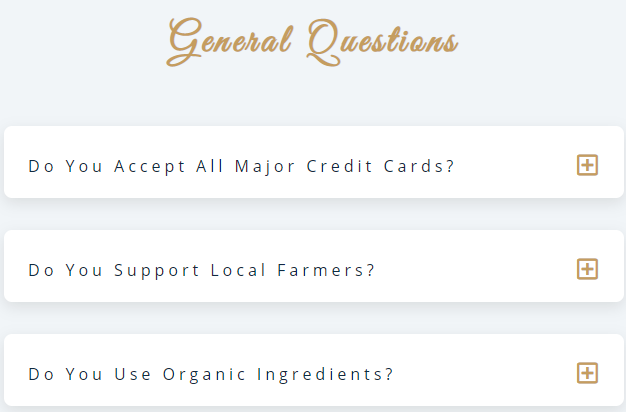 General Questions
Do You Accept All Major Credit Cards?
Do You Support Local Farmers?
Do You Use Organic Ingredients?